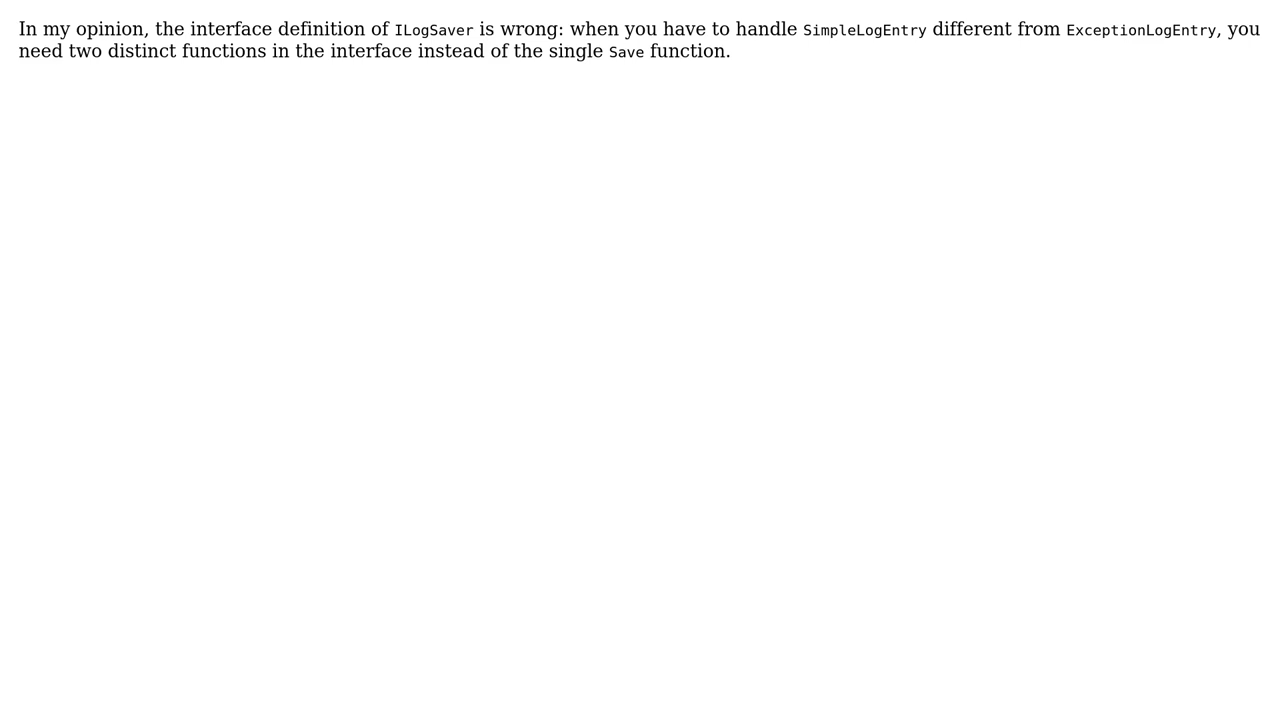 In my opinion, the interface definition of ILogSaver is wrong: when you have to handle SimpleLogEntry different from ExceptionLogEntry, you
need two distinct functions in the interface instead of the single Save function.